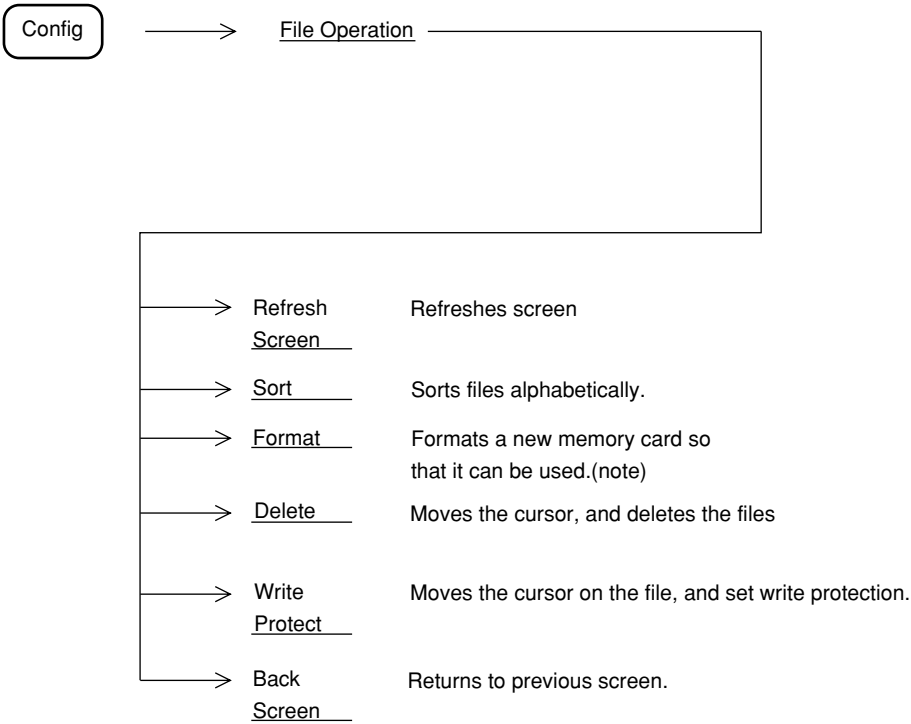 Config
File Operation
Refresh Refreshes screen
Screen
Sort Sorts files alphabetically.
Format Formats a new memory card so
that it can be used.(note)
Delete Moves the cursor, and deletes the files
Write Moves the cursor on the file, and set write protection.
Protect
Back Returns to previous screen.
Screen